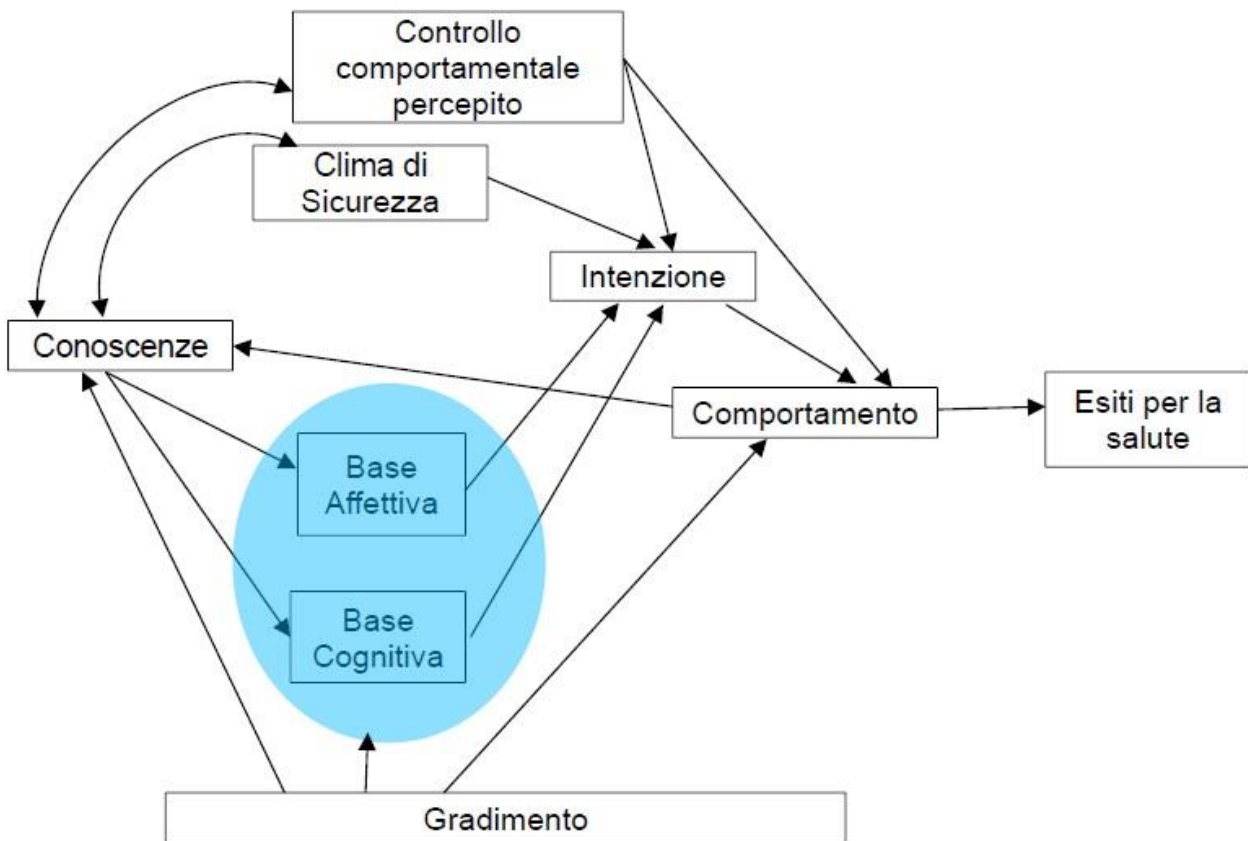 Controllo
comportamentale
percepito
Clima di
Sicurezza
Intenzione
Conoscenze
Comportamento
Esiti per la
salute
Base
Affettiva
Base
Cognitiva
Gradimento